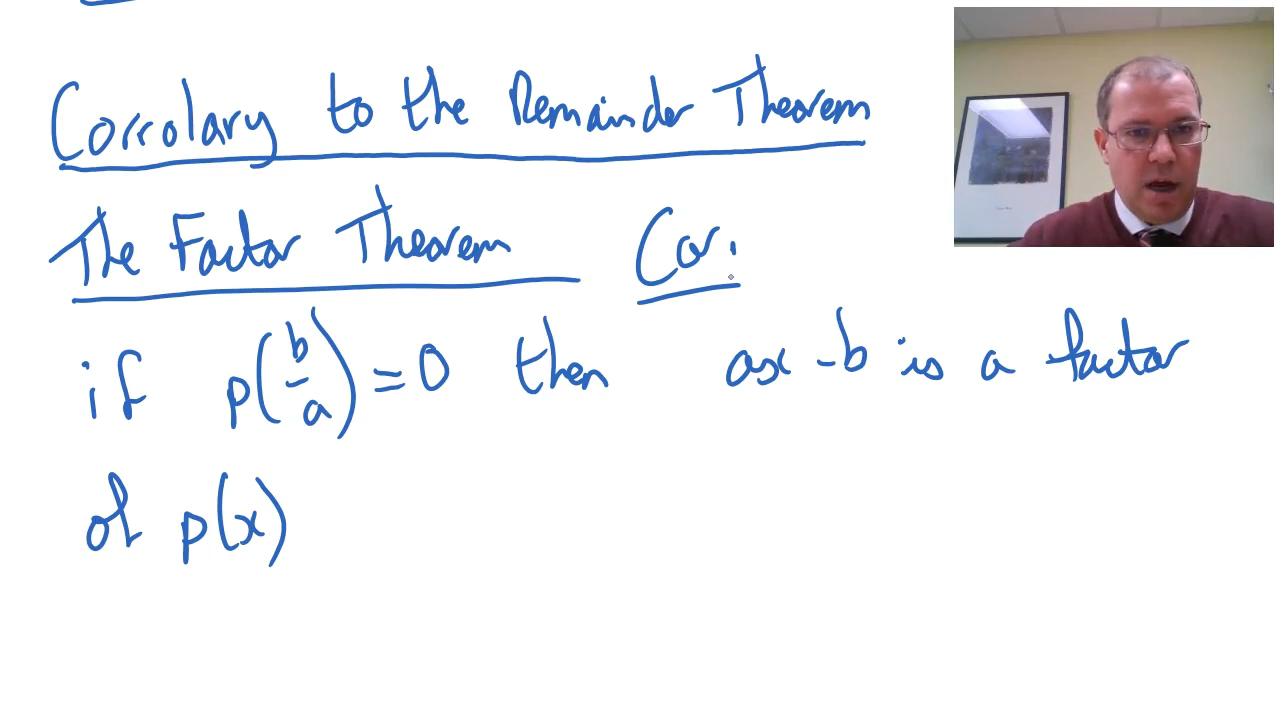 Corrolary to the Remainder Theorem
The Factor Theorem Cor.
if p(b/a) = 0 then ax - b is a factor
of p(x)